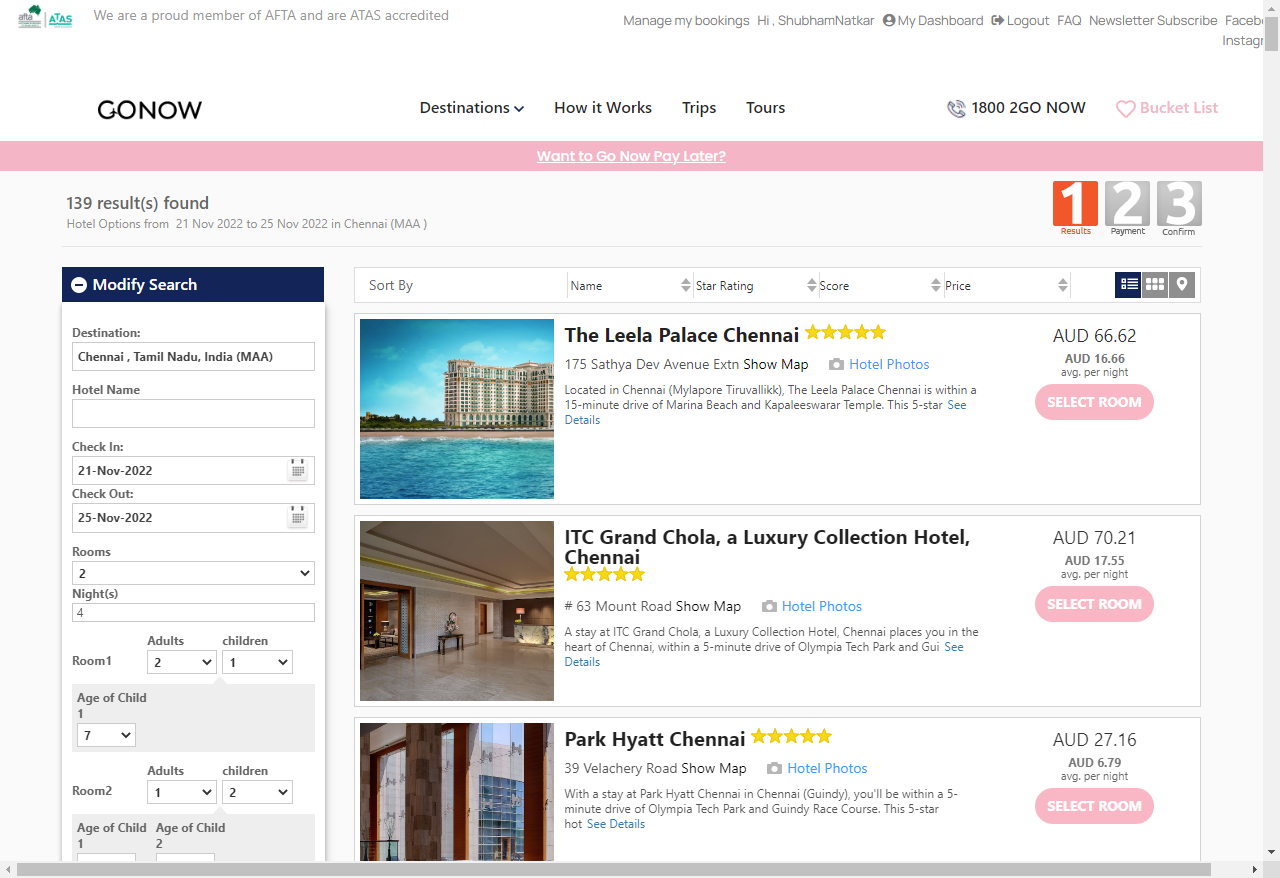 afta ATAS We are a proud member of AFTA and are ATAS accredited
Manage my bookings Hi , ShubhamNatkar My Dashboard Logout FAQ Newsletter Subscribe
GONOW
Destinations How it Works Trips Tours
1800 2GO NOW Bucket List
Want to Go Now Pay Later?
139 result(s) found
Hotel Options from 21 Nov 2022 to 25 Nov 2022 in Chennai (MAA )
1 2 3
Results Payment Confirm
Modify Search
Destination:
Chennai , Tamil Nadu, India (MAA)
Hotel Name
Check In:
21-Nov-2022
Check Out:
25-Nov-2022
Rooms
2
Night(s)
4
Adults children
Room1 2 1
Age of Child
1
7
Adults children
Room2 1 2
Age of Child Age of Child
1 2
Sort By Name Star Rating Score Price
The Leela Palace Chennai
175 Sathya Dev Avenue Extn Show Map Hotel Photos
Located in Chennai (Mylapore Tiruvallikk), The Leela Palace Chennai is within a
15-minute drive of Marina Beach and Kapaleeswarar Temple. This 5-star See
Details
AUD 66.62
AUD 16.66
avg. per night
SELECT ROOM
ITC Grand Chola, a Luxury Collection Hotel,
Chennai
# 63 Mount Road Show Map Hotel Photos
A stay at ITC Grand Chola, a Luxury Collection Hotel, Chennai places you in the
heart of Chennai, within a 5-minute drive of Olympia Tech Park and Gui See
Details
AUD 70.21
AUD 17.55
avg. per night
SELECT ROOM
Park Hyatt Chennai
39 Velachery Road Show Map Hotel Photos
With a stay at Park Hyatt Chennai in Chennai (Guindy), you'll be within a 5-
minute drive of Olympia Tech Park and Guindy Race Course. This 5-star
hot See Details
AUD 27.16
AUD 6.79
avg. per night
SELECT ROOM